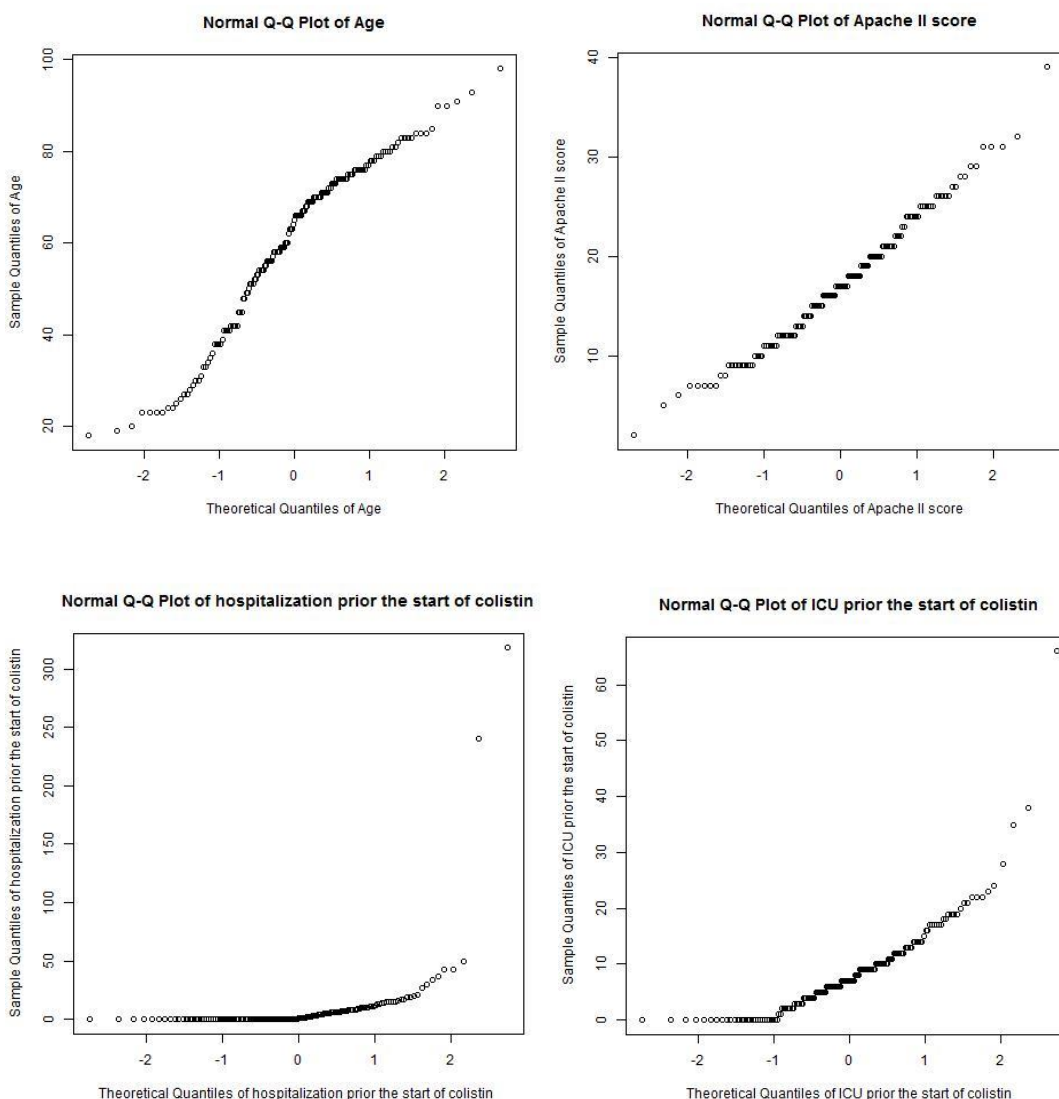 Normal Q-Q Plot of Age
Sample Quantiles of Age
100
80
60
40
20
-2 -1 0 1 2
Theoretical Quantiles of Age
Normal Q-Q Plot of Apache II score
Sample Quantiles of Apache II score
40
30
20
10
-2 -1 0 1 2
Theoretical Quantiles of Apache II score
Normal Q-Q Plot of hospitalization prior the start of colistin
Sample Quantiles of hospitalization prior the start of colistin
300
250
200
150
100
50
0
-2 -1 0 1 2
Theoretical Quantiles of hospitalization prior the start of colistin
Normal Q-Q Plot of ICU prior the start of colistin
Sample Quantiles of ICU prior the start of colistin
60
50
40
30
20
10
0
-2 -1 0 1 2
Theoretical Quantiles of ICU prior the start of colistin